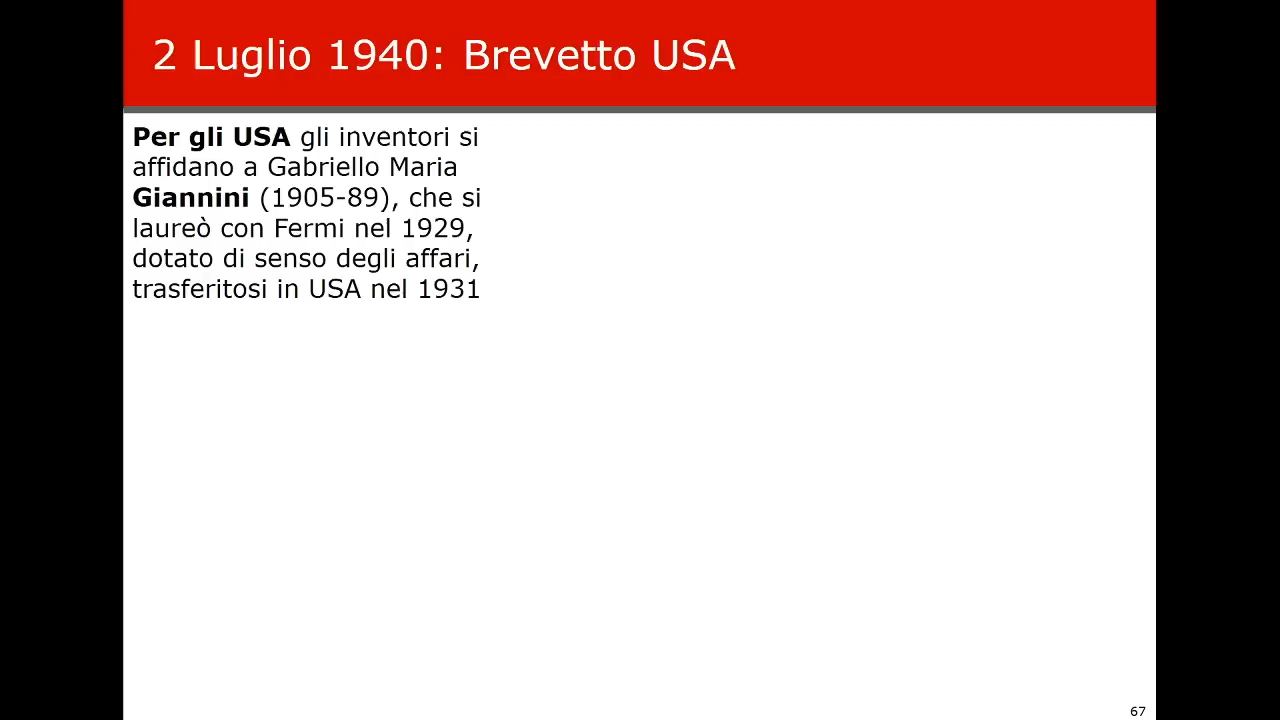 2 Luglio 1940: Brevetto USA
Per gli USA gli inventori si
affidano a Gabriello Maria
Giannini (1905-89), che si
laureò con Fermi nel 1929,
dotato di senso degli affari,
trasferitosi in USA nel 1931
67